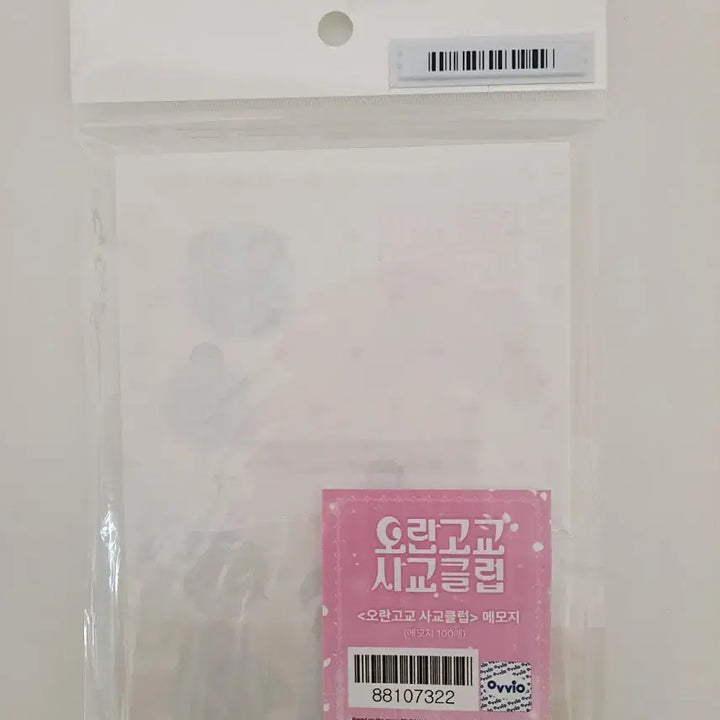 오란고교
사교클럽
<오란고교 사교클럽> 메모지
(메모지 100매)
88107322
Ovvio